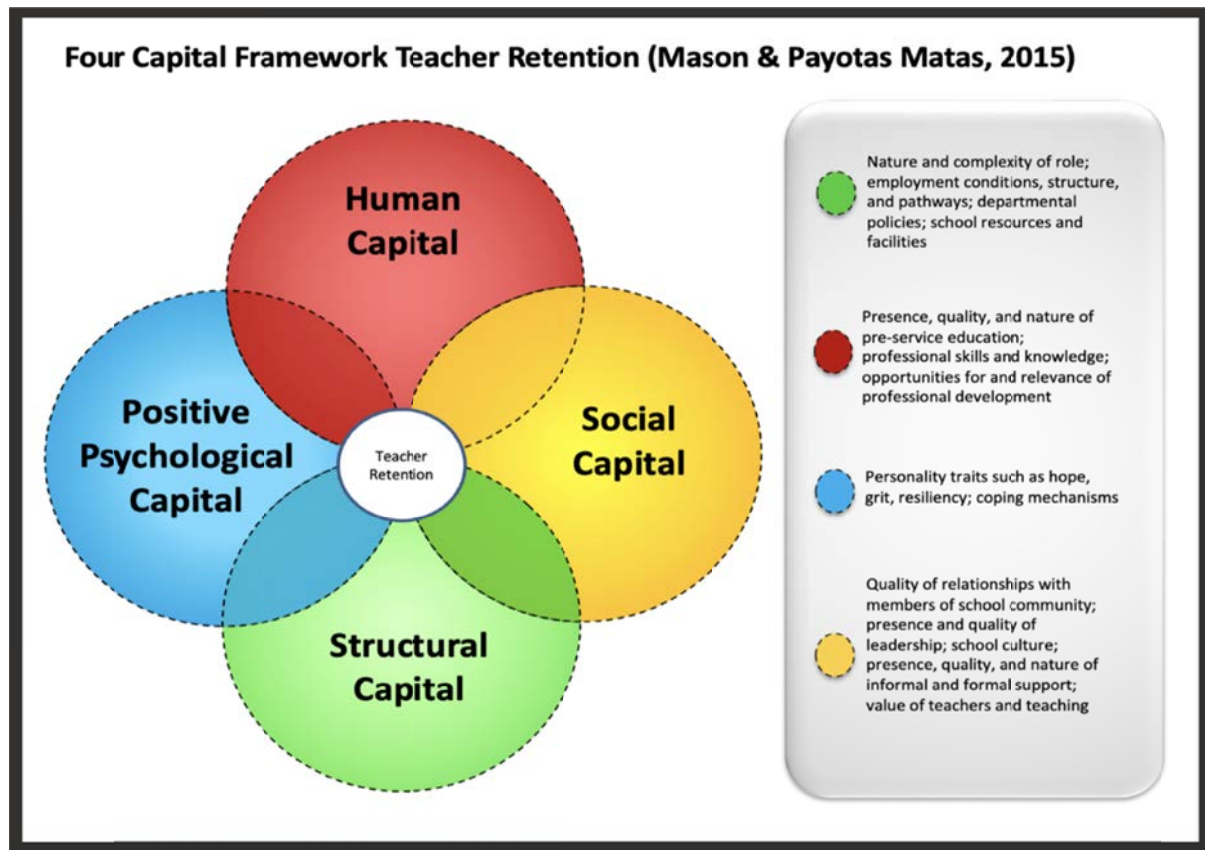 Four Capital Framework Teacher Retention (Mason & Payotas Matas, 2015)
Human
Capital
Positive
Psychological
Capital
Teacher
Retention
Social
Capital
Structural
Capital
Nature and complexity of role;
employment conditions, structure,
and pathways; departmental
policies; school resources and
facilities
Presence, quality, and nature of
pre-service education;
professional skills and knowledge;
opportunities for and relevance of
professional development
Personality traits such as hope,
grit, resiliency; coping mechanisms
Quality of relationships with
members of school community;
presence and quality of
leadership; school culture;
presence, quality, and nature of
informal and formal support;
value of teachers and teaching